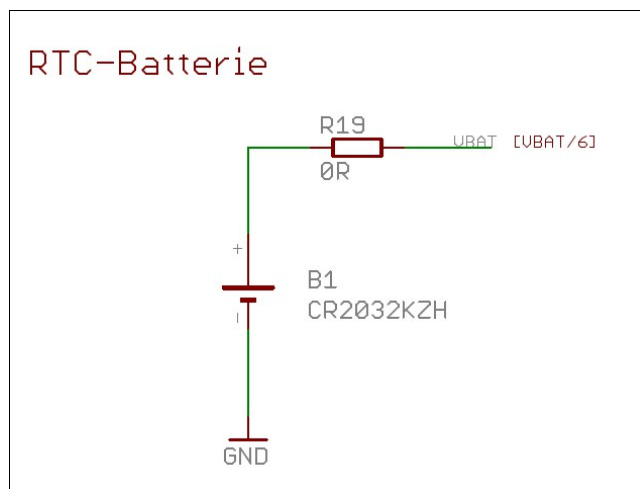 RTC-Batterie
R19
0R
VBAT [VBAT/6]
+
B1
CR2032KZH
-
GND